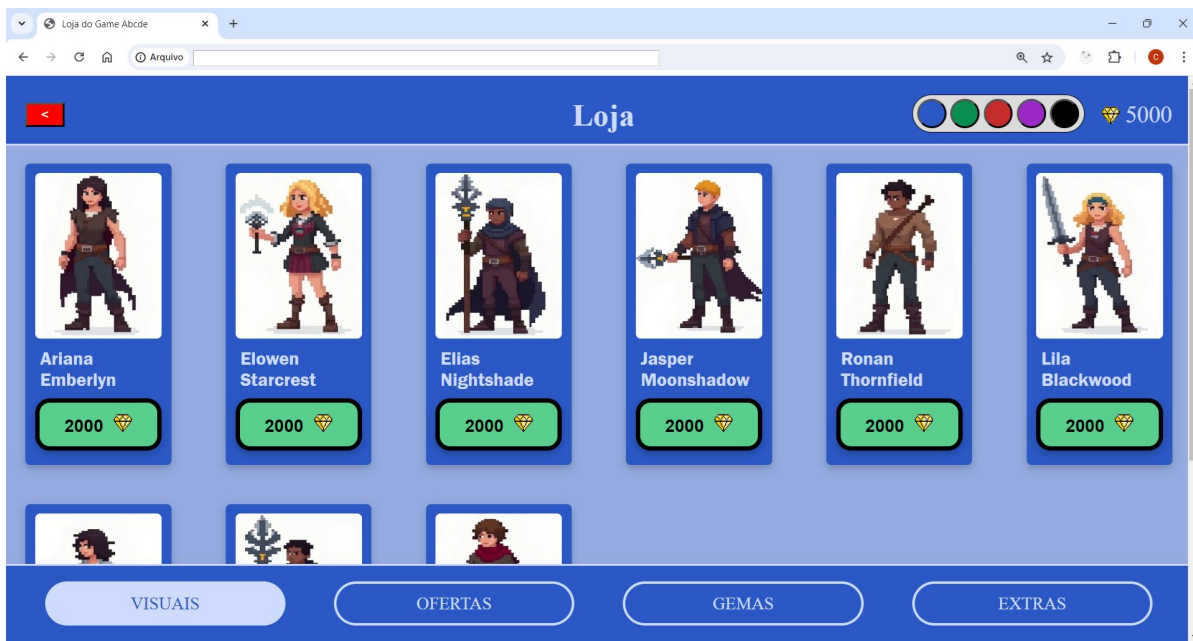 Loja do Game Abcde
Arquivo
C
<
Loja
5000
Ariana
Emberlyn
Elowen
Starcrest
Elias
Nightshade
Jasper
Moonshadow
Ronan
Thornfield
Lila
Blackwood
2000
2000
2000
2000
2000
2000
VISUAIS
OFERTAS
GEMAS
EXTRAS